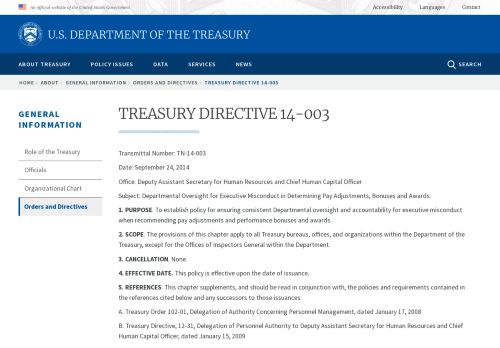 An official website of the United States Government
Accessibility Languages Contact
U.S. DEPARTMENT OF THE TREASURY
ABOUT TREASURY POLICY ISSUES DATA SERVICES NEWS SEARCH
HOME › ABOUT › GENERAL INFORMATION › ORDERS AND DIRECTIVES › TREASURY DIRECTIVE 14-003
GENERAL
INFORMATION
Role of the Treasury
Officials
Organizational Chart
Orders and Directives
TREASURY DIRECTIVE 14-003
Transmittal Number: TN-14-003
Date: September 24, 2014
Office: Deputy Assistant Secretary for Human Resources and Chief Human Capital Officer
Subject: Departmental Oversight for Executive Misconduct in Determining Pay Adjustments, Bonuses and Awards.
1. PURPOSE. To establish policy for ensuring consistent Departmental oversight and accountability for executive misconduct
when recommending pay adjustments and performance bonuses and awards.
2. SCOPE. The provisions of this chapter apply to all Treasury bureaus, offices, and organizations within the Department of the
Treasury, except for the Offices of Inspectors General within the Department.
3. CANCELLATION. None.
4. EFFECTIVE DATE. This policy is effective upon the date of issuance.
5. REFERENCES. This chapter supplements, and should be read in conjunction with, the policies and requirements contained in
the references cited below and any successors to those issuances:
A. Treasury Order 102-01, Delegation of Authority Concerning Personnel Management, dated January 17, 2008
B. Treasury Directive, 12-31, Delegation of Personnel Authority to Deputy Assistant Secretary for Human Resources and Chief
Human Capital Officer, dated January 15, 2009